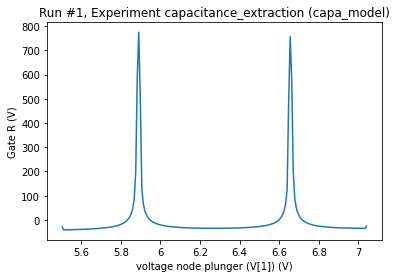 Run #1, Experiment capacitance_extraction (capa_model)
800
700
600
500
400
300
200
100
0
Gate R (V)
5.6 5.8 6 6.2 6.4 6.6 6.8 7
voltage node plunger (V[1]) (V)